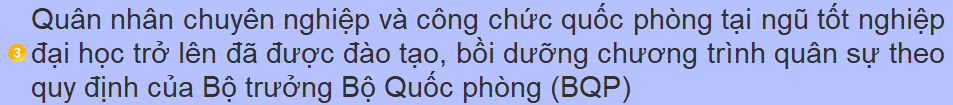 Quân nhân chuyên nghiệp và công chức quốc phòng tại ngũ tốt nghiệp
3 đại học trở lên đã được đào tạo, bồi dưỡng chương trình quân sự theo
quy định của Bộ trưởng Bộ Quốc phòng (BQP)